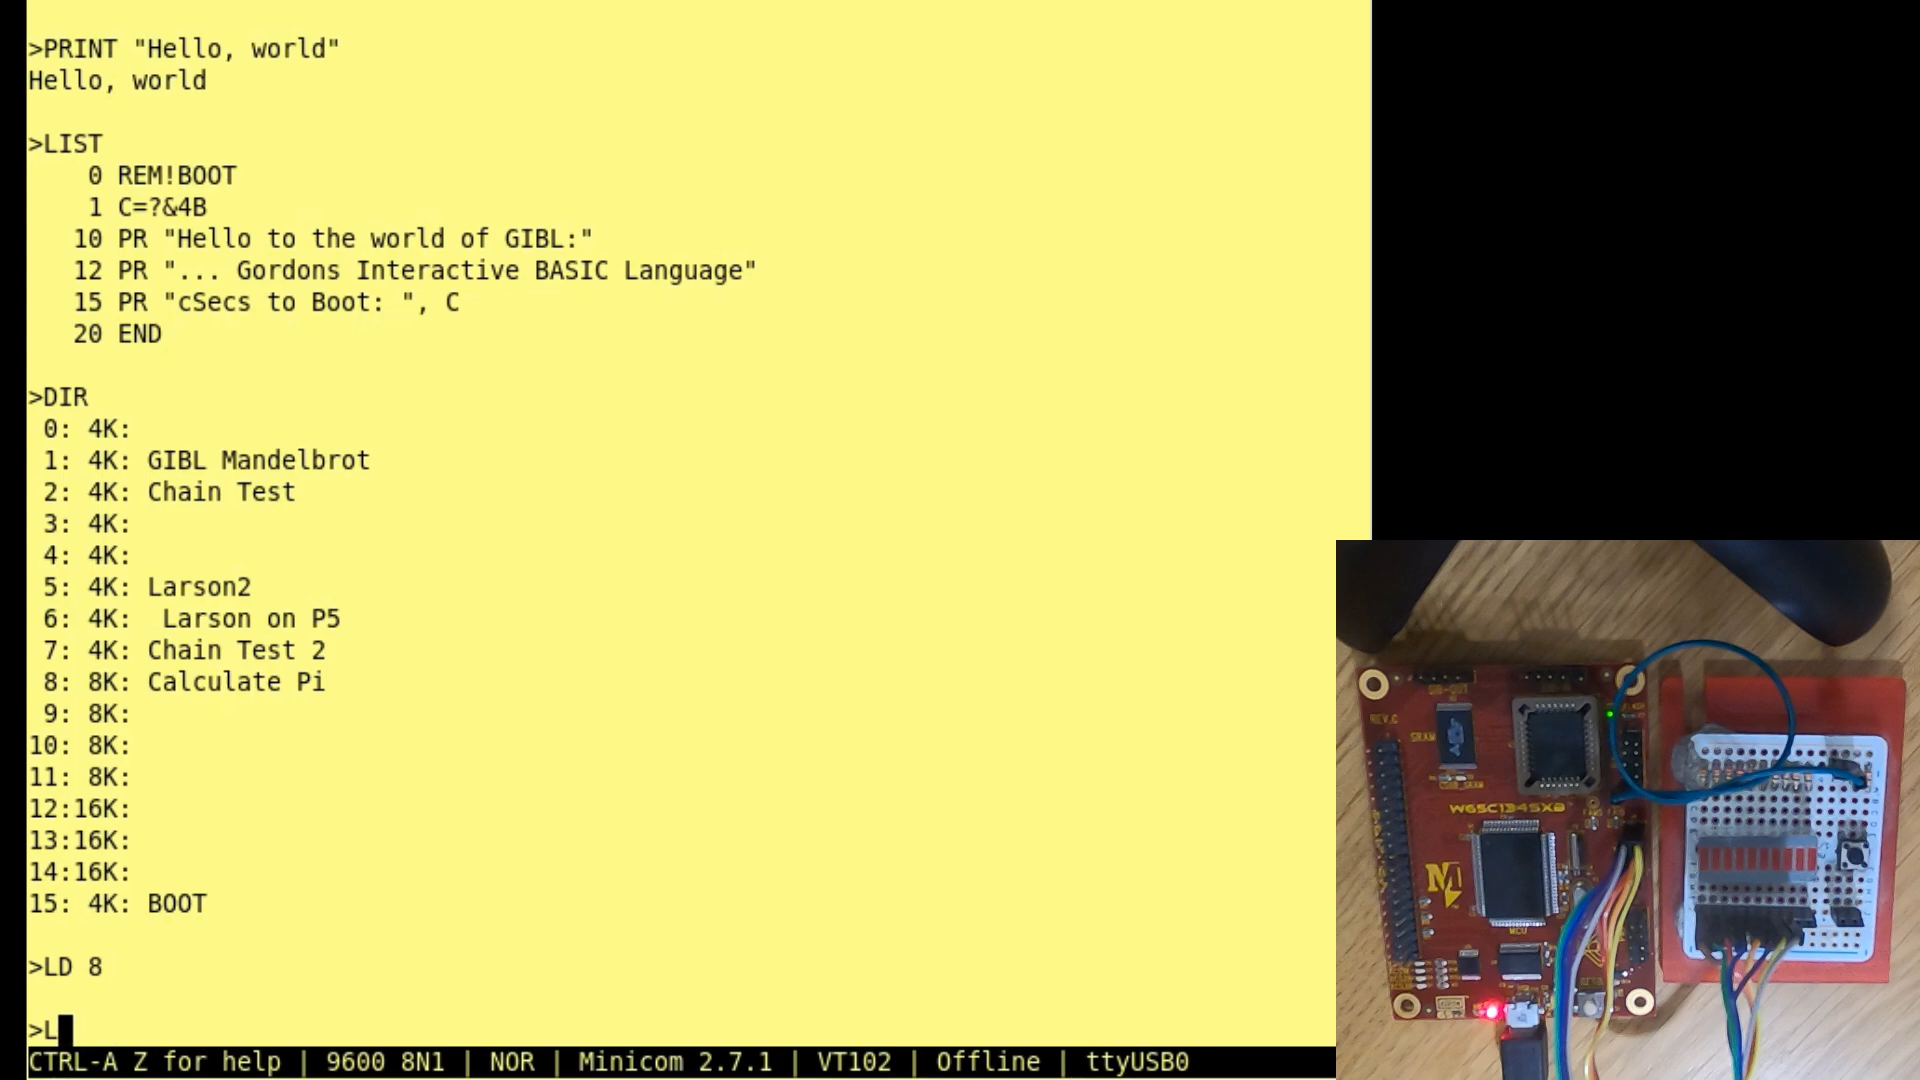 >PRINT "Hello, world"
Hello, world
>LIST
0 REM!BOOT
1 C=?&4B
10 PR "Hello to the world of GIBL:"
12 PR "... Gordons Interactive BASIC Language"
15 PR "cSecs to Boot: ", C
20 END
>DIR
0: 4K:
1: 4K: GIBL Mandelbrot
2: 4K: Chain Test
3: 4K:
4: 4K:
5: 4K: Larson2
6: 4K:  Larson on P5
7: 4K: Chain Test 2
8: 8K: Calculate Pi
9: 8K:
10: 8K:
11: 8K:
12:16K:
13:16K:
14:16K:
15: 4K: BOOT
>LD 8
>L
CTRL-A Z for help | 9600 8N1 | NOR | Minicom 2.7.1 | VT102 | Offline | ttyUSB0
REV.C
SRAM
W65C134SXB
MCU